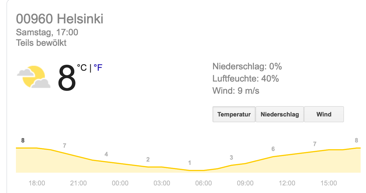 00960 Helsinki
Samstag, 17:00
Teils bewölkt
8 °C | °F
Niederschlag: 0%
Luftfeuchte: 40%
Wind: 9 m/s
Temperatur Niederschlag Wind
8 7 4 2 1 3 6 7 8
18:00 21:00 00:00 03:00 06:00 09:00 12:00 15:00